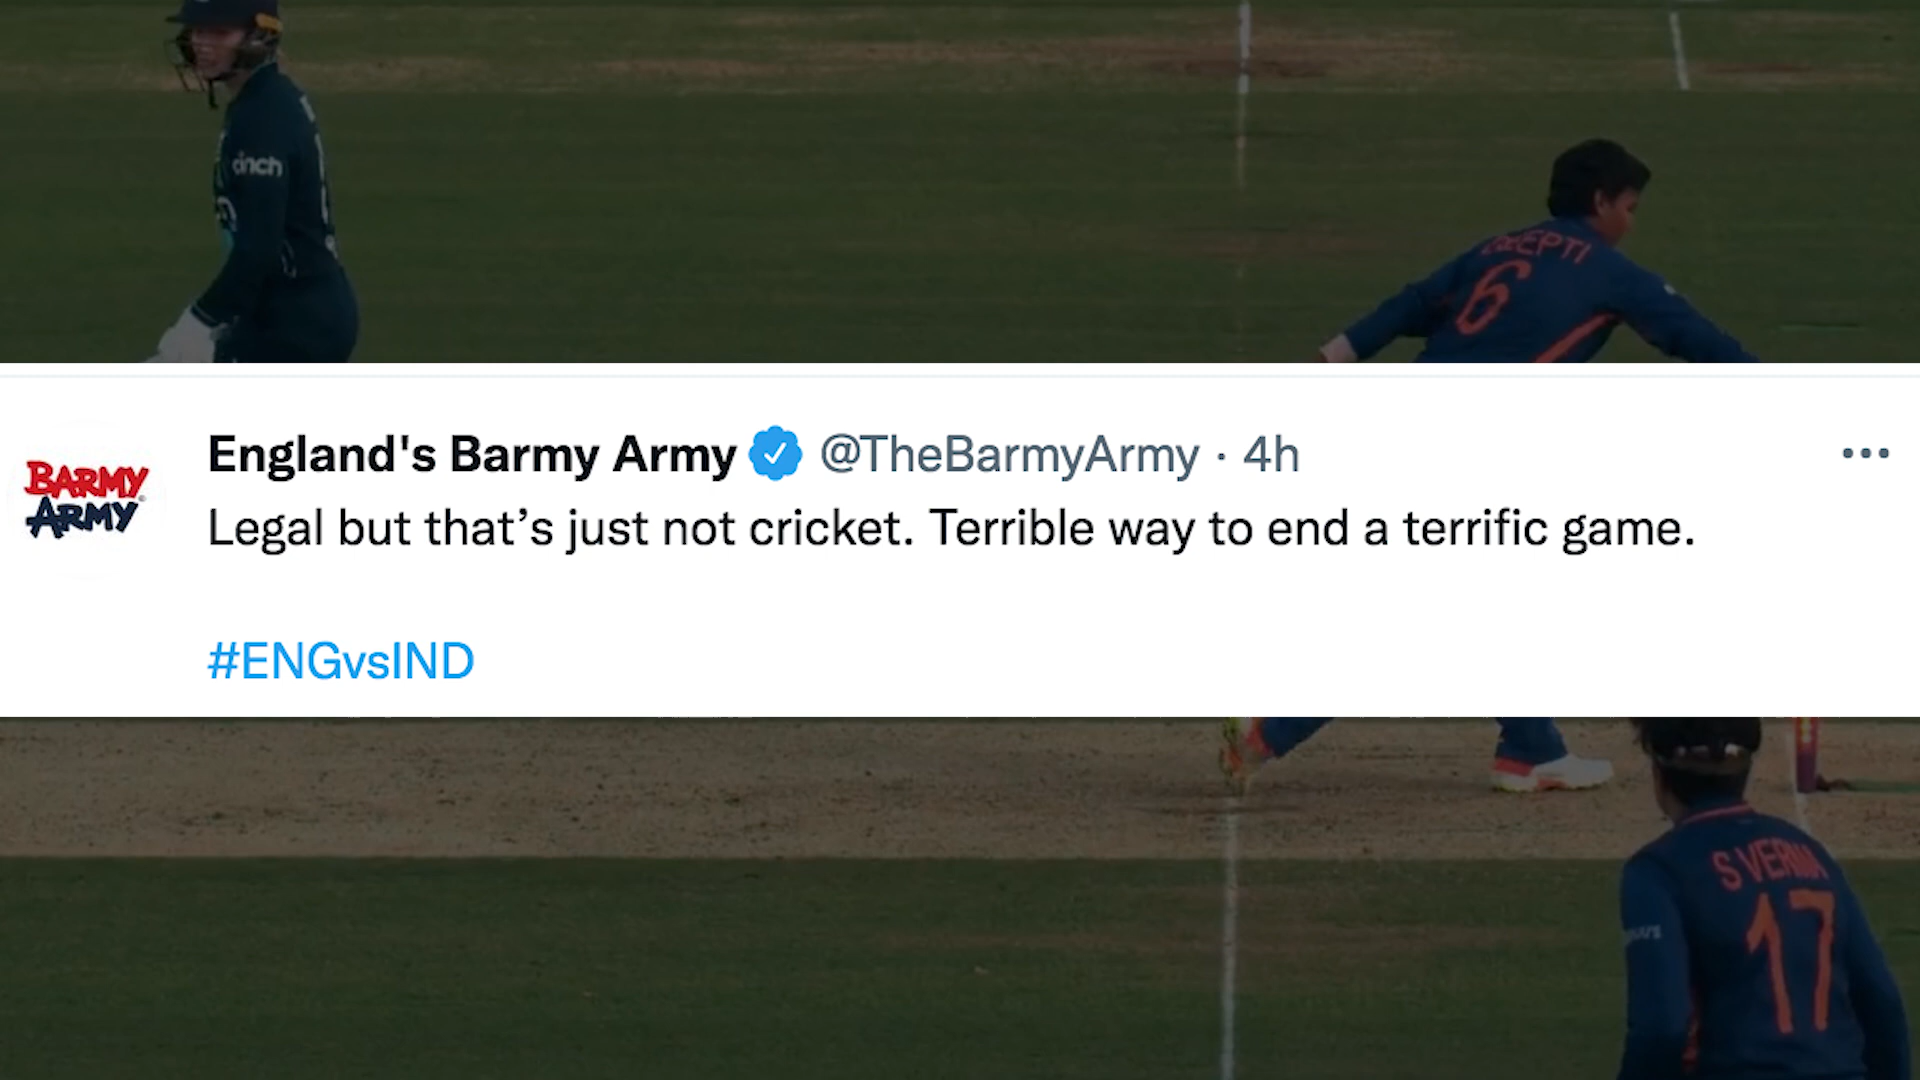 cinch
DEEPTI
6
BARMY
ARMY
England's Barmy Army @TheBarmyArmy · 4h
Legal but that’s just not cricket. Terrible way to end a terrific game.
#ENGvsIND
S VERMA
17